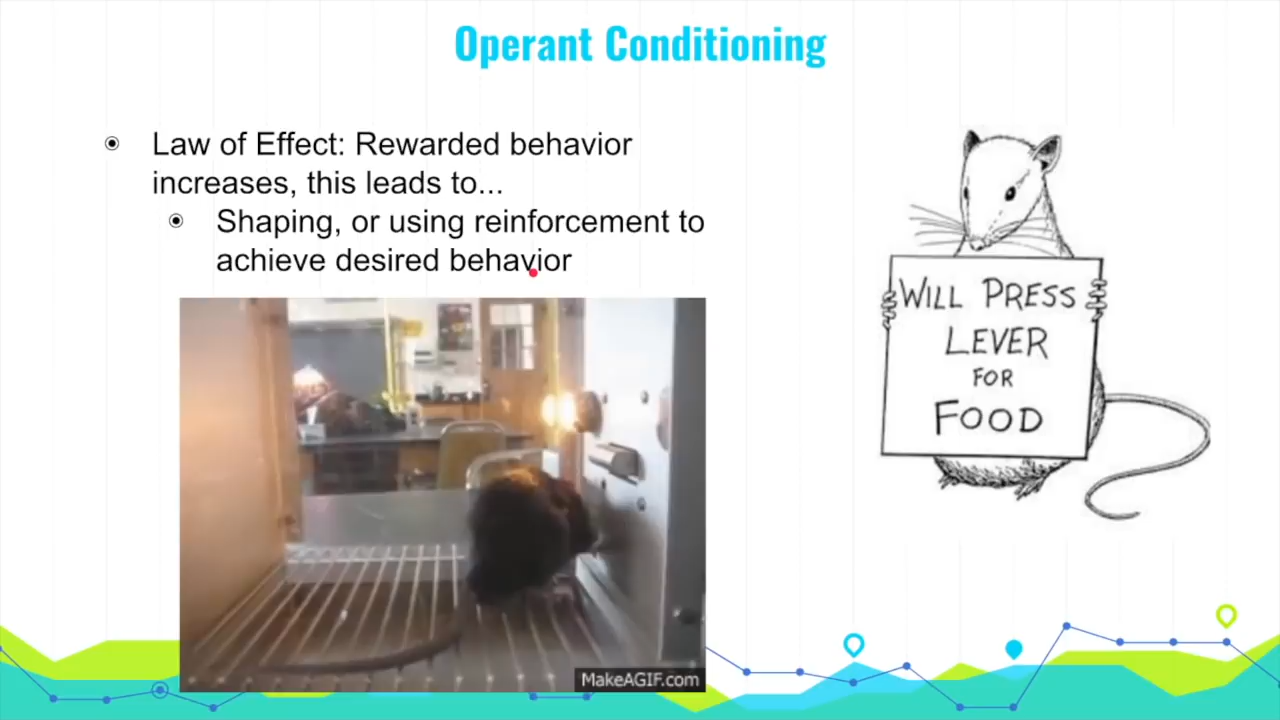 Operant Conditioning
Law of Effect: Rewarded behavior
increases, this leads to...
Shaping, or using reinforcement to
achieve desired behavior
WILL PRESS
LEVER
FOR
FOOD
MakeAGIF.com